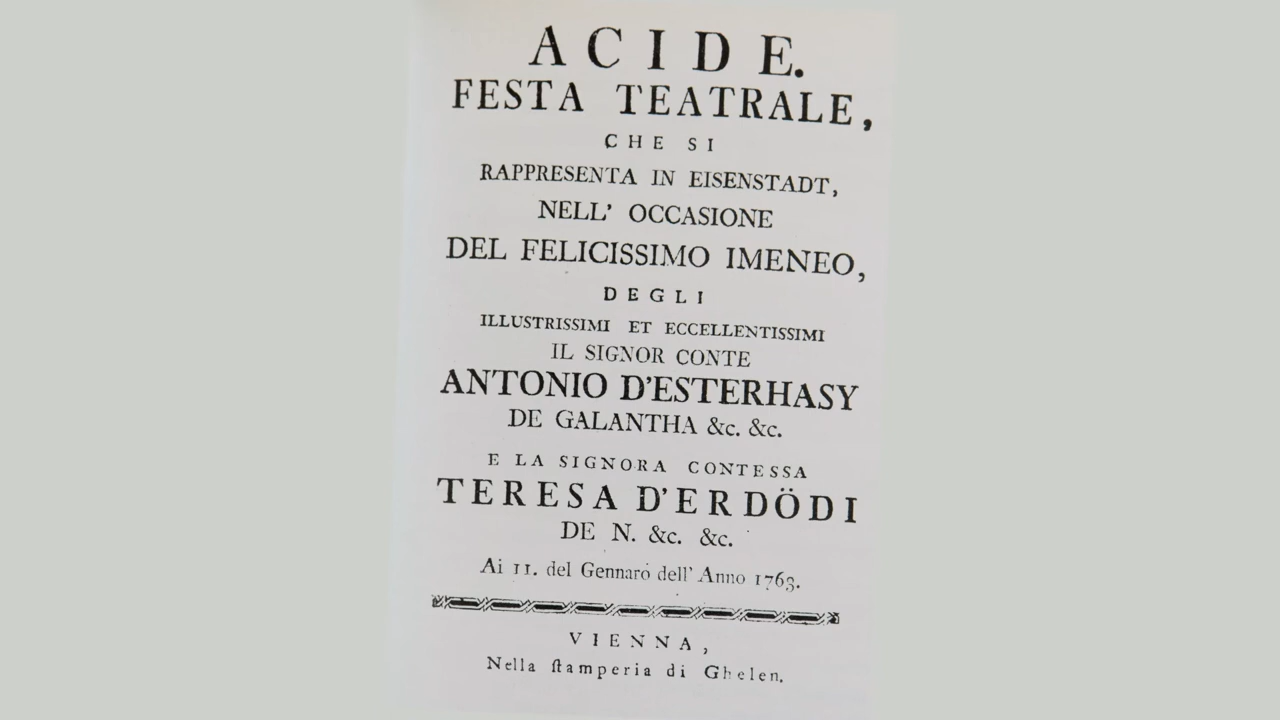 ACIDE.
FESTA TEATRALE,
CHE SI
RAPPRESENTA IN EISENSTADT,
NELL' OCCASIONE
DEL FELICISSIMO IMENEO,
DEGLI
ILLUSTRISSIMI ET ECCELLENTISSIMI
IL SIGNOR CONTE
ANTONIO D'ESTERHASY
DE GALANTHA &c. &c.
E LA SIGNORA CONTESSA
TERESA D'ERDÖDI
DE N. &c. &c.
Ai 11. del Gennaro dell' Anno 1763.
VIENNA,
Nella ſtamperia di Ghelen.